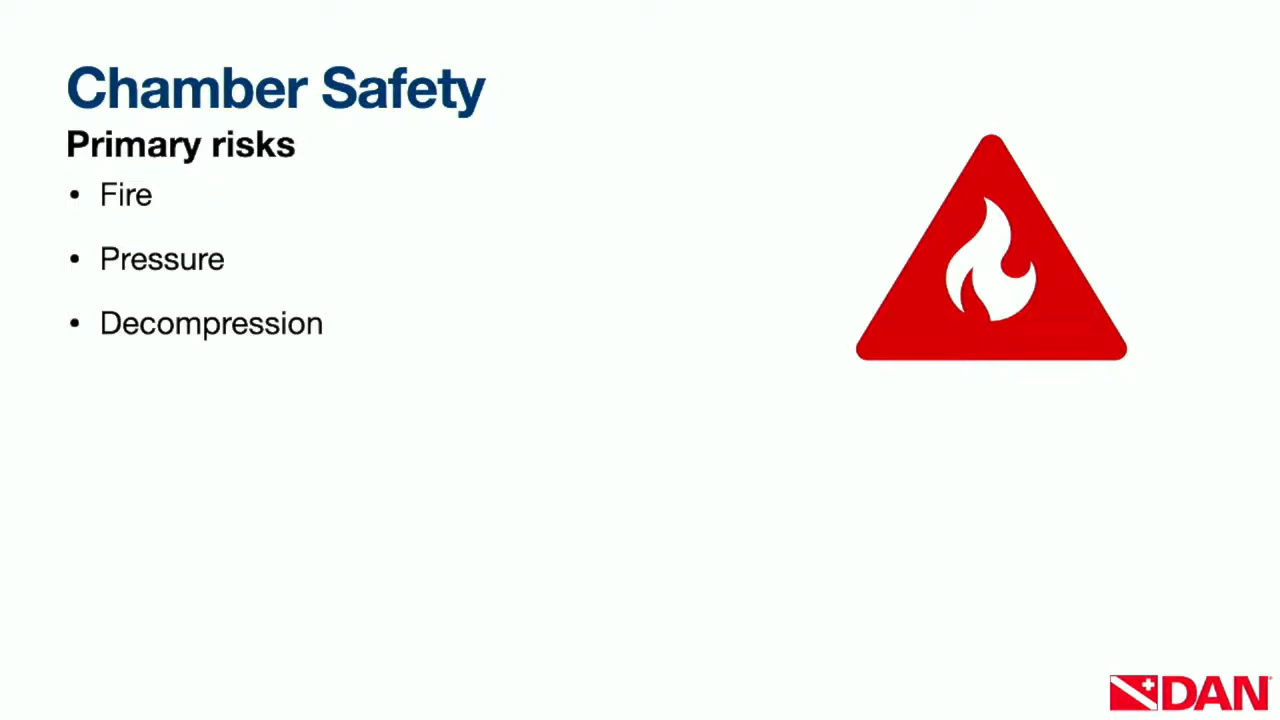 Chamber Safety
Primary risks
• Fire
• Pressure
• Decompression
DAN